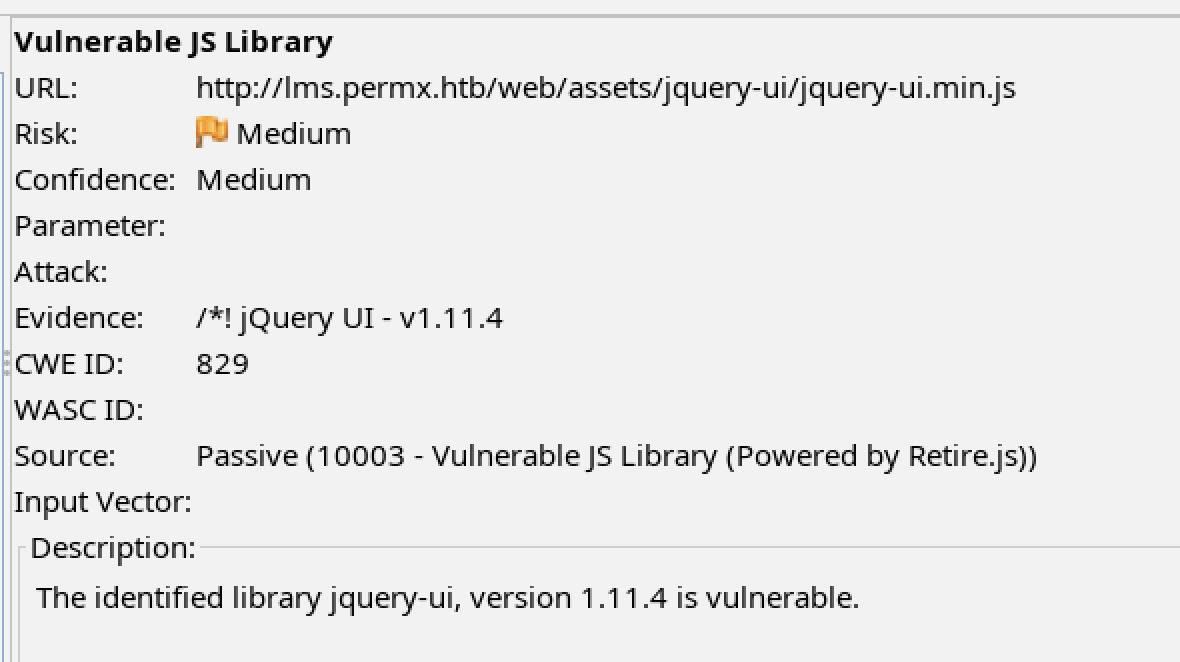 Vulnerable JS Library
URL: http://lms.permx.htb/web/assets/jquery-ui/jquery-ui.min.js
Risk: Medium
Confidence: Medium
Parameter:
Attack:
Evidence: /*! jQuery UI - v1.11.4
CWE ID: 829
WASC ID:
Source: Passive (10003 - Vulnerable JS Library (Powered by Retire.js))
Input Vector:
Description:
The identified library jquery-ui, version 1.11.4 is vulnerable.